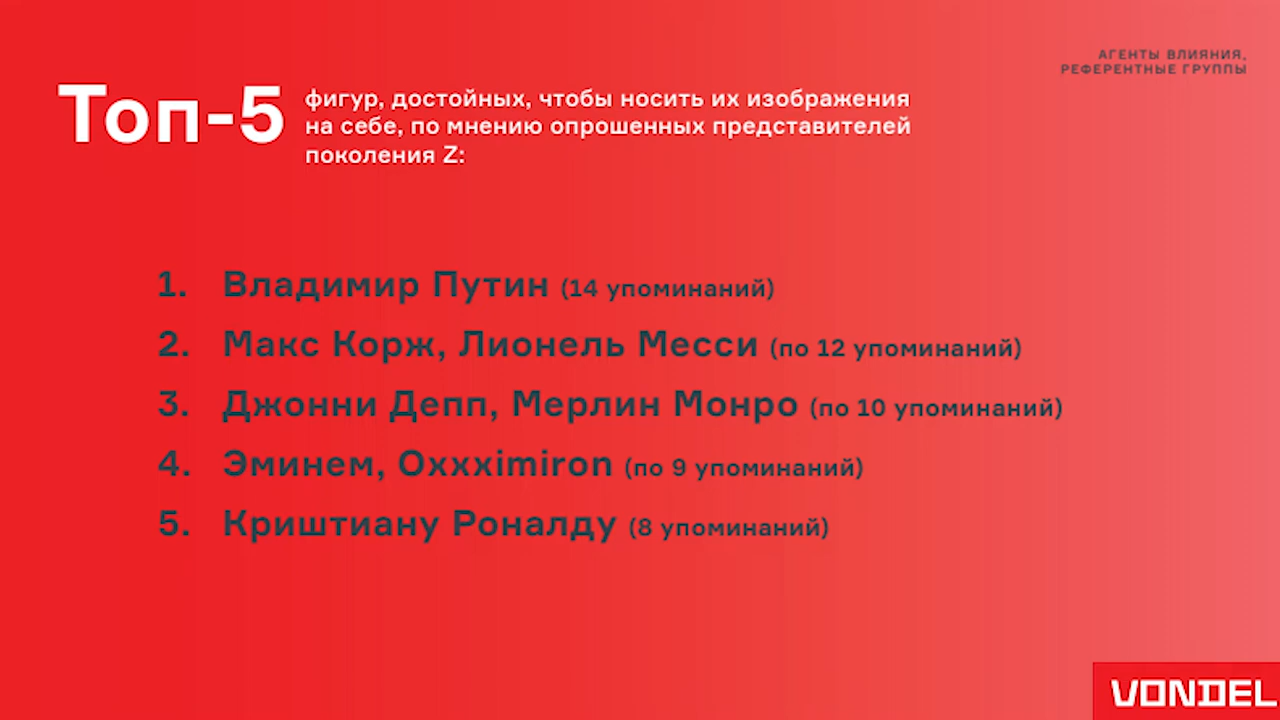 АГЕНТЫ ВЛИЯНИЯ,
РЕФЕРЕНТНЫЕ ГРУППЫ
Топ-5
фигур, достойных, чтобы носить их изображения
на себе, по мнению опрошенных представителей
поколения Z:
1. Владимир Путин (14 упоминаний)
2. Макс Корж, Лионель Месси (по 12 упоминаний)
3. Джонни Депп, Мерлин Монро (по 10 упоминаний)
4. Эминем, Oxxximiron (по 9 упоминаний)
5. Криштиану Роналду (8 упоминаний)
VONDEL